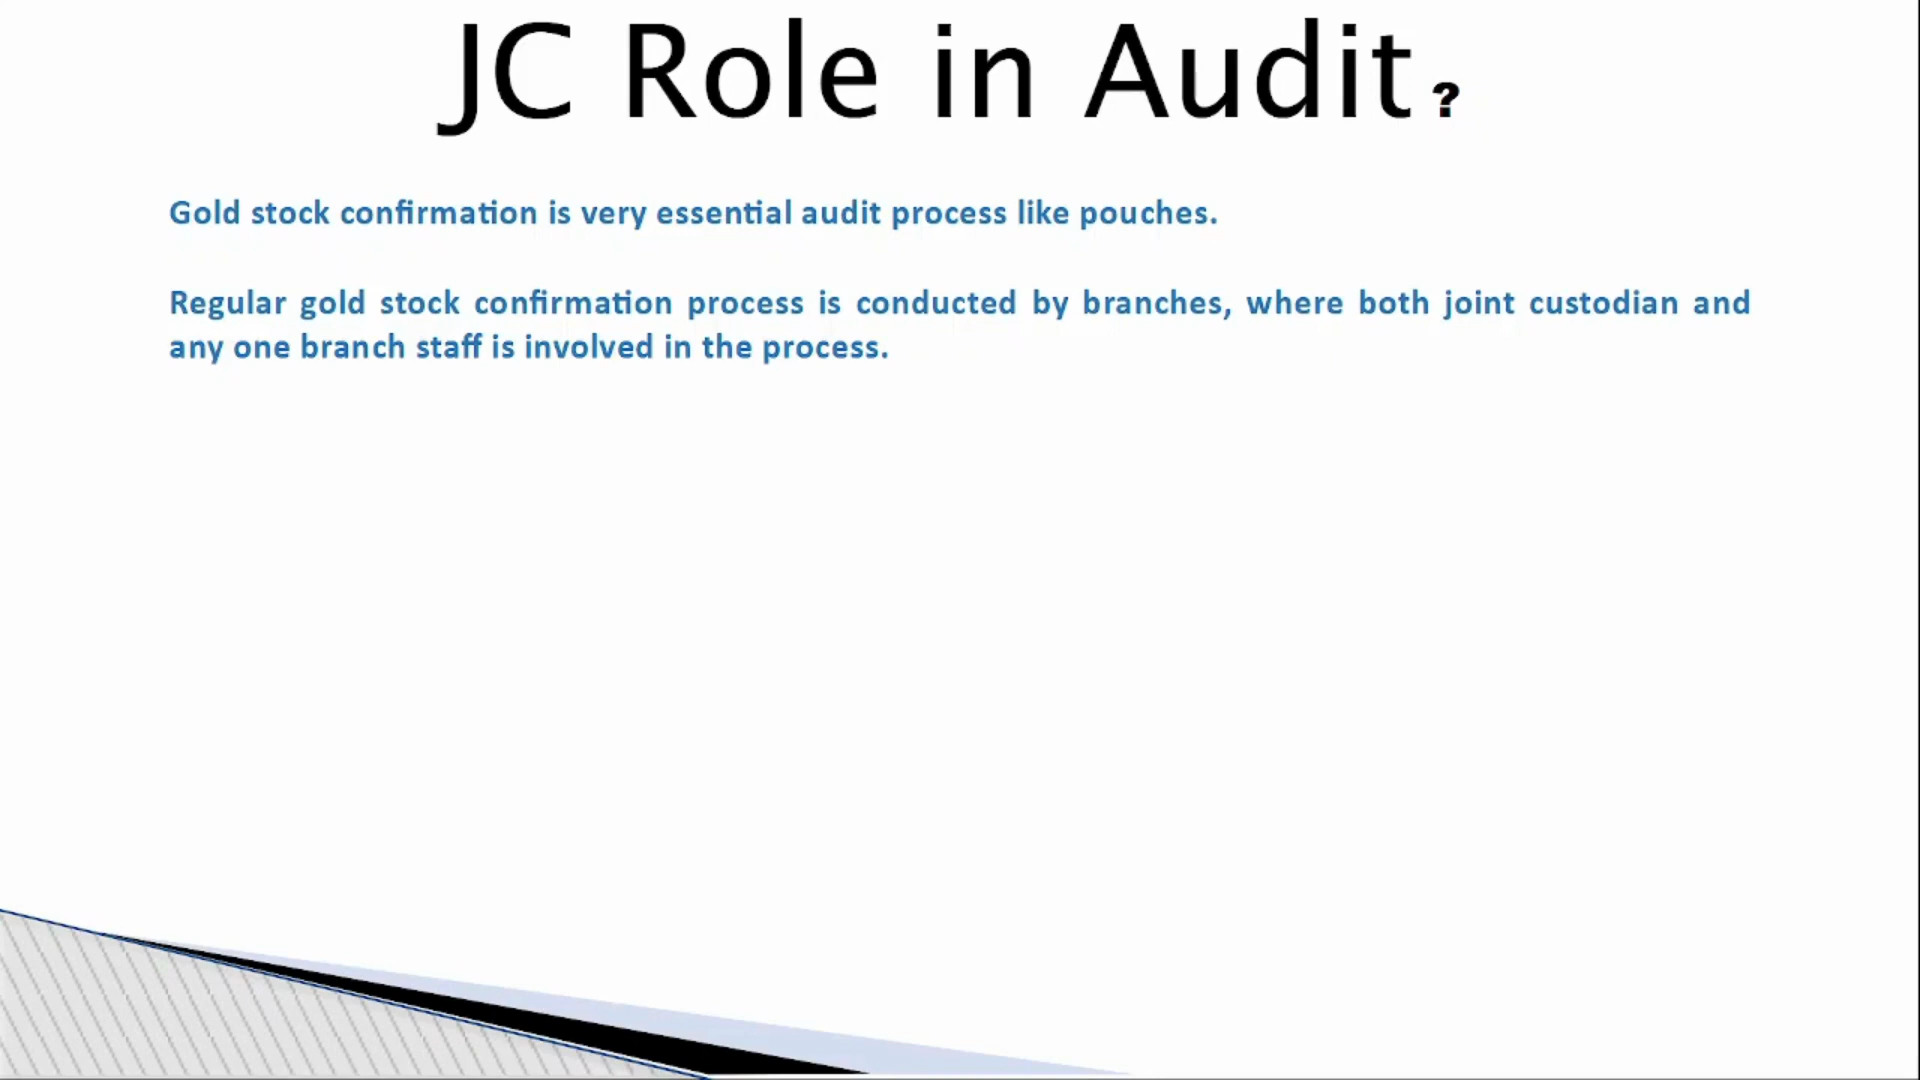 JC Role in Audit?
Gold stock confirmation is very essential audit process like pouches.
Regular gold stock confirmation process is conducted by branches, where both joint custodian and
any one branch staff is involved in the process.